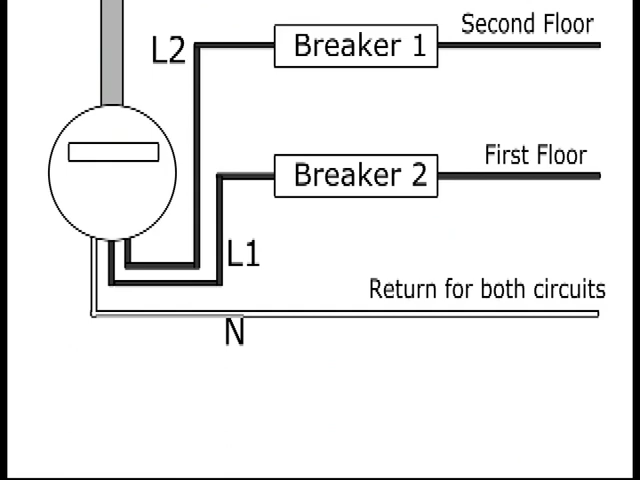 Second Floor
L2
Breaker 1
First Floor
Breaker 2
L1
Return for both circuits
N